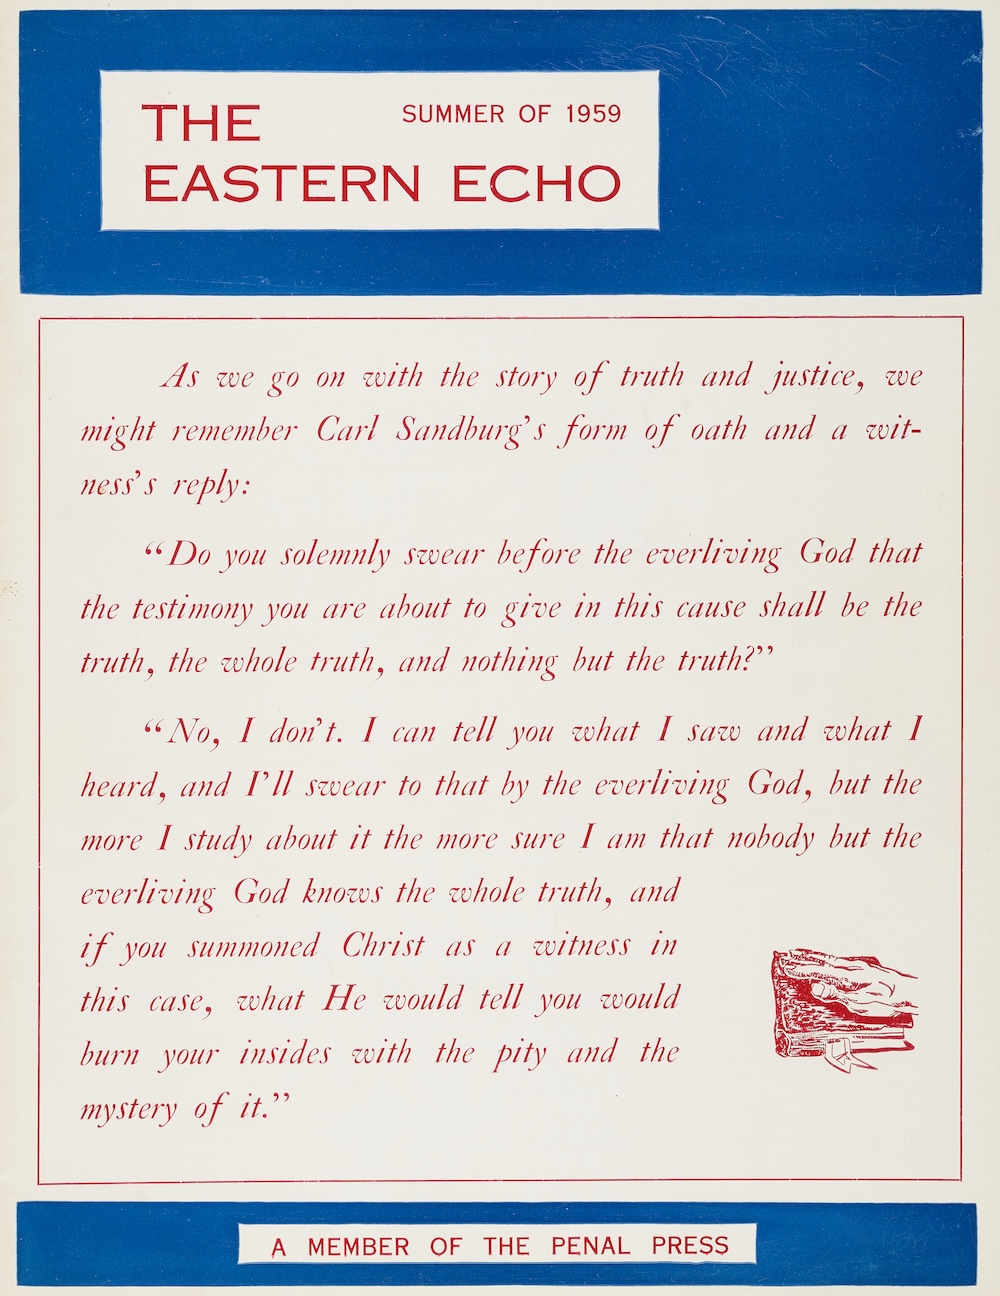 THE
SUMMER OF 1959
EASTERN ECHO
As we go on with the story of truth and justice, we
might remember Carl Sandburg's form of oath and a wit-
ness's reply:
“Do you solemnly swear before the everliving God that
the testimony you are about to give in this cause shall be the
truth, the whole truth, and nothing but the truth?”
“No, I don't. I can tell you what I saw and what I
heard, and I'll swear to that by the everliving God, but the
more I study about it the more sure I am that nobody but the
everliving God knows the whole truth, and
if you summoned Christ as a witness in
this case, what He would tell you would
burn your insides with the pity and the
mystery of it.”
A MEMBER OF THE PENAL PRESS